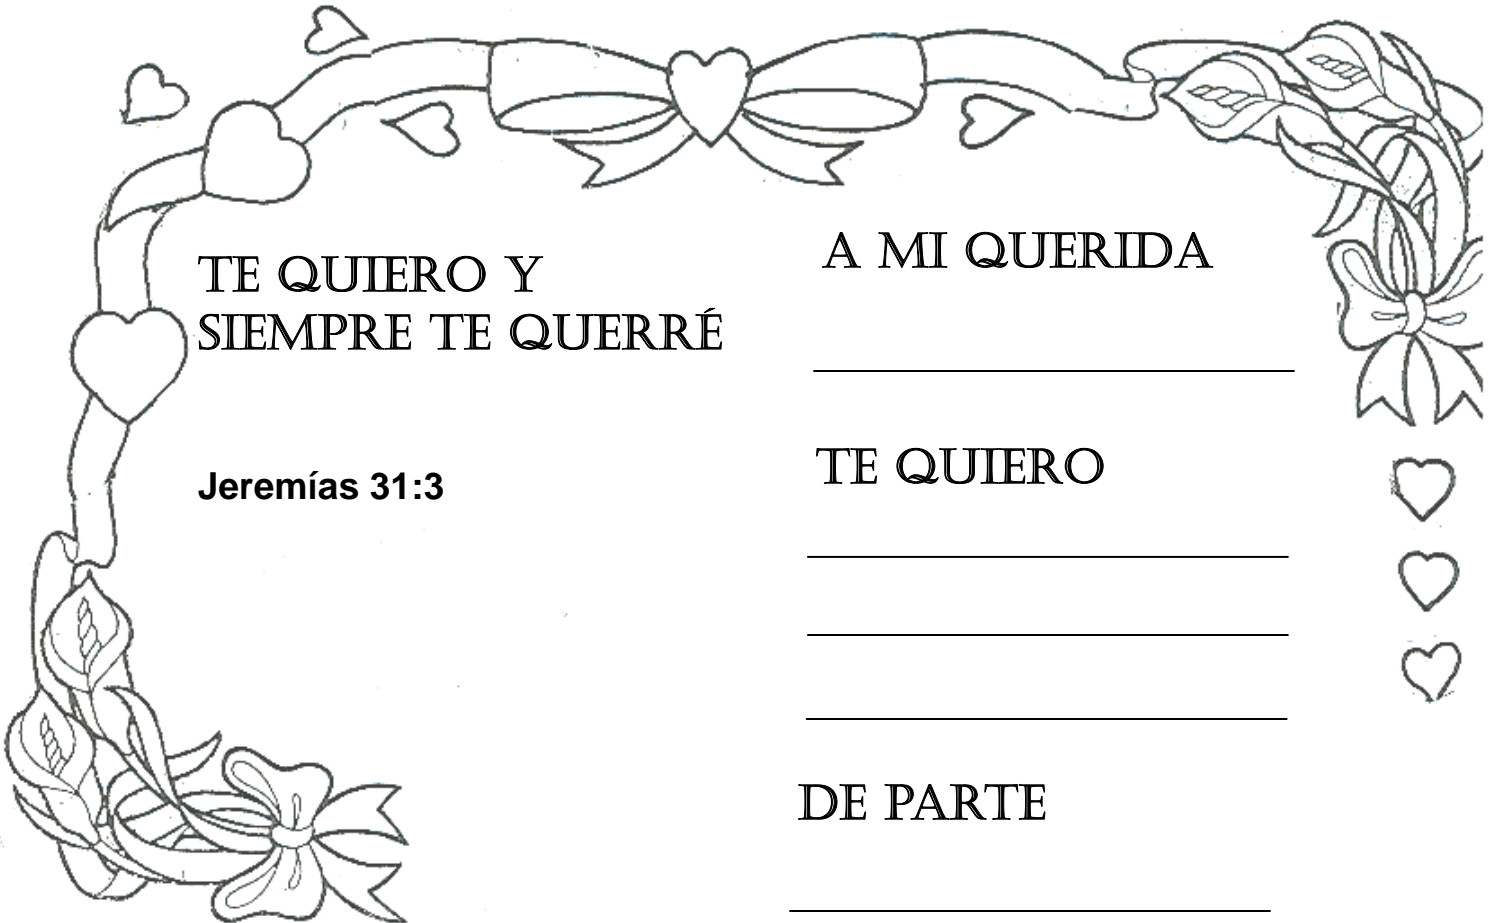 TE QUIERO Y
SIEMPRE TE QUERRÉ
Jeremías 31:3
A MI QUERIDA
TE QUIERO
DE PARTE